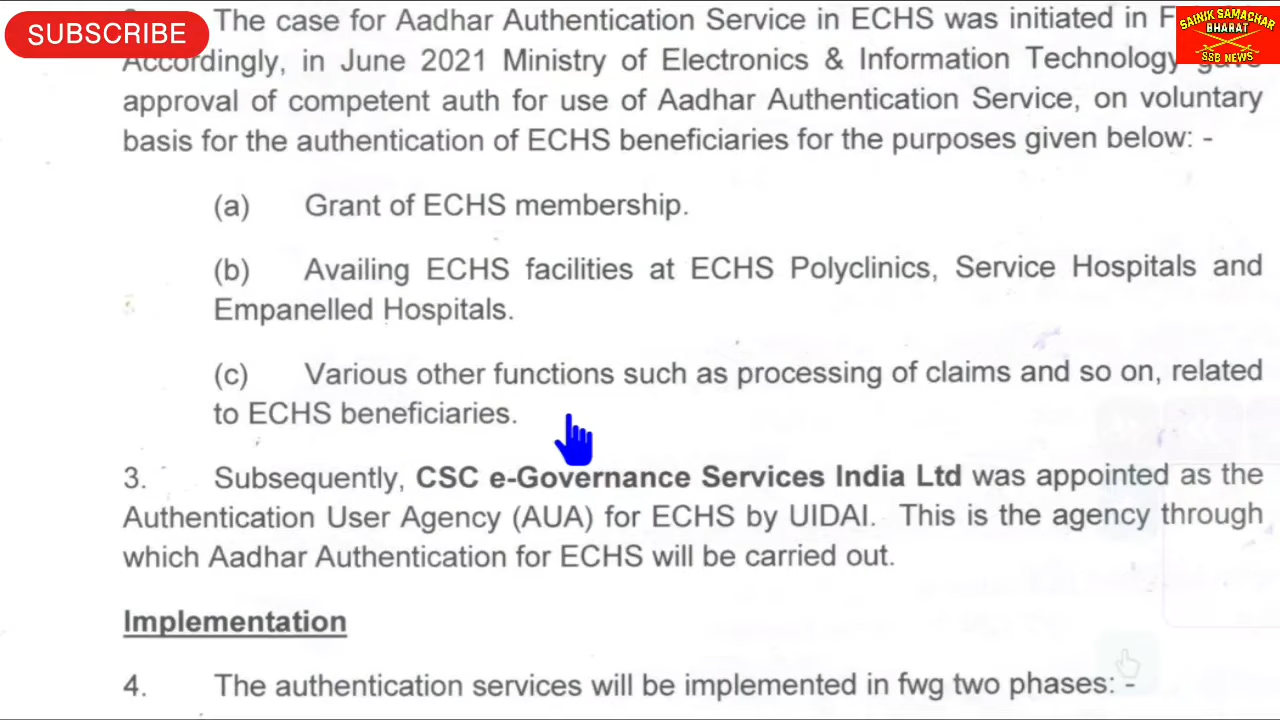 SUBSCRIBE
SAINIK SAMACHAR
BHARAT
SSB NEWS
The case for Aadhar Authentication Service in ECHS was initiated in
Accordingly, in June 2021 Ministry of Electronics & Information Technology gave
approval of competent auth for use of Aadhar Authentication Service, on voluntary
basis for the authentication of ECHS beneficiaries for the purposes given below: -
(a) Grant of ECHS membership.
(b) Availing ECHS facilities at ECHS Polyclinics, Service Hospitals and
Empanelled Hospitals.
(c) Various other functions such as processing of claims and so on, related
to ECHS beneficiaries.
3. Subsequently, CSC e-Governance Services India Ltd was appointed as the
Authentication User Agency (AUA) for ECHS by UIDAI. This is the agency through
which Aadhar Authentication for ECHS will be carried out.
Implementation
4. The authentication services will be implemented in fwg two phases: -